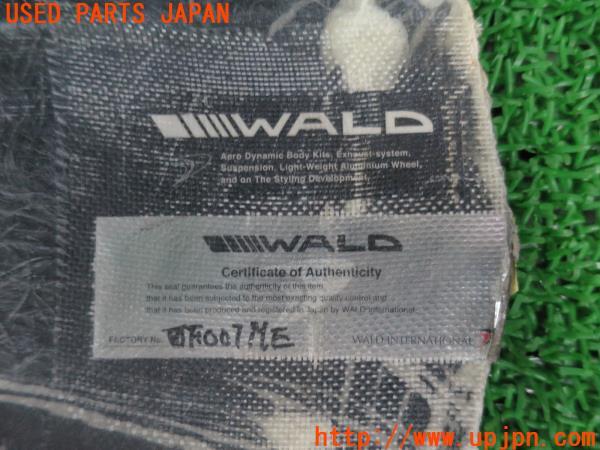 USED PARTS JAPAN
WALD
Aero Dynamic Body Kits, Exhaust-system,
Suspension, Light-Weight Aluminium Wheel,
and on The Styling Development.
WALD
Certificate of Authenticity
This seal guarantees the authenticity of this item,
that it has been subjected to the most exacting quality control and
that it has been produced and registered in Japan by WALD International.
FACTORY No.
WALD INTERNATIONAL
http://www.upjpn.com/